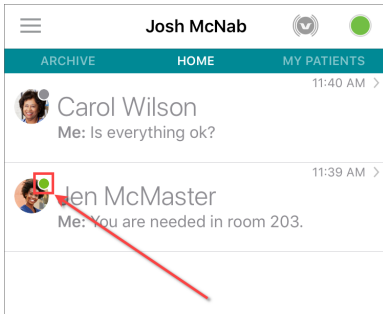 Josh McNab
ARCHIVE HOME MY PATIENTS
11:40 AM
Carol Wilson
Me: Is everything ok?
11:39 AM
Jen McMaster
Me: You are needed in room 203.